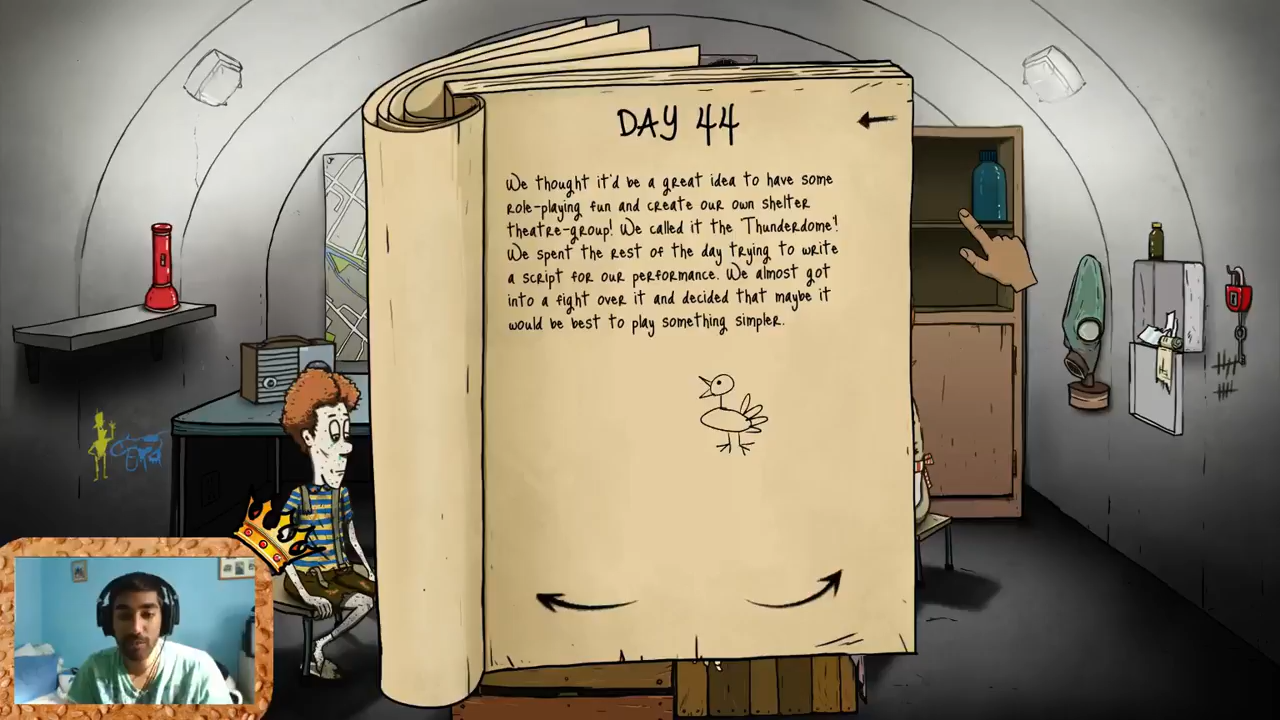 DAY 44
We thought it'd be a great idea to have some
role-playing fun and create our own shelter
theatre-group! We called it the 'Thunderdome'!
We spent the rest of the day trying to write
a script for our performance. We almost got
into a fight over it and decided that maybe it
would be best to play something simpler.